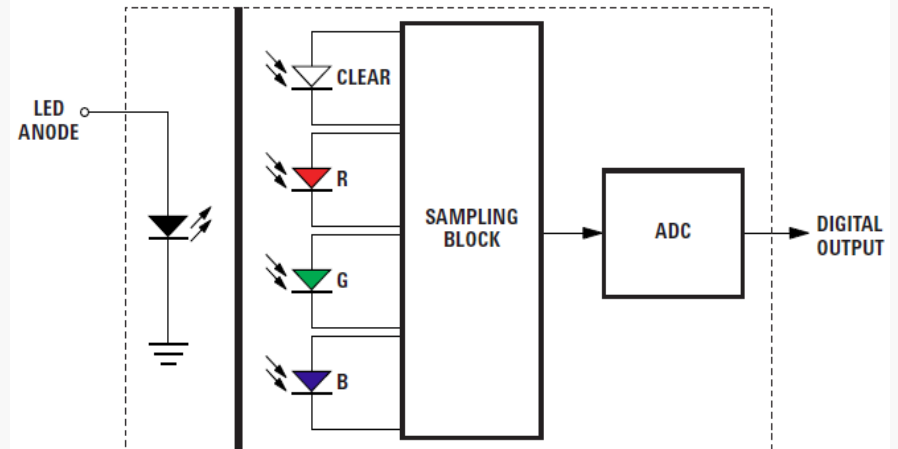 LED
ANODE
CLEAR
R
G
B
SAMPLING
BLOCK
ADC
DIGITAL
OUTPUT